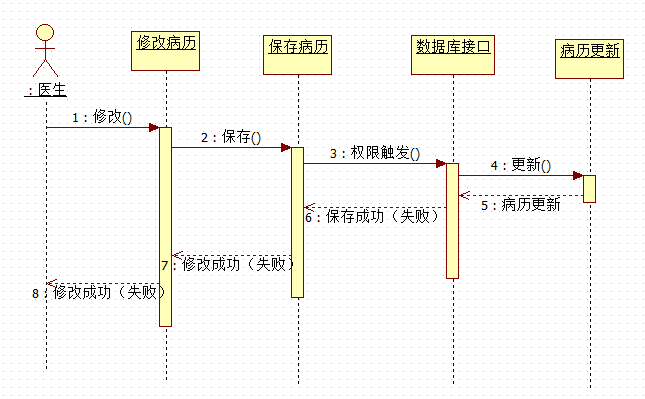 修改病历
保存病历
数据库接口
病历更新
：医生
1：修改()
2：保存()
3：权限触发()
4：更新()
5：病历更新
6：保存成功（失败）
7：修改成功（失败）
8：修改成功（失败）